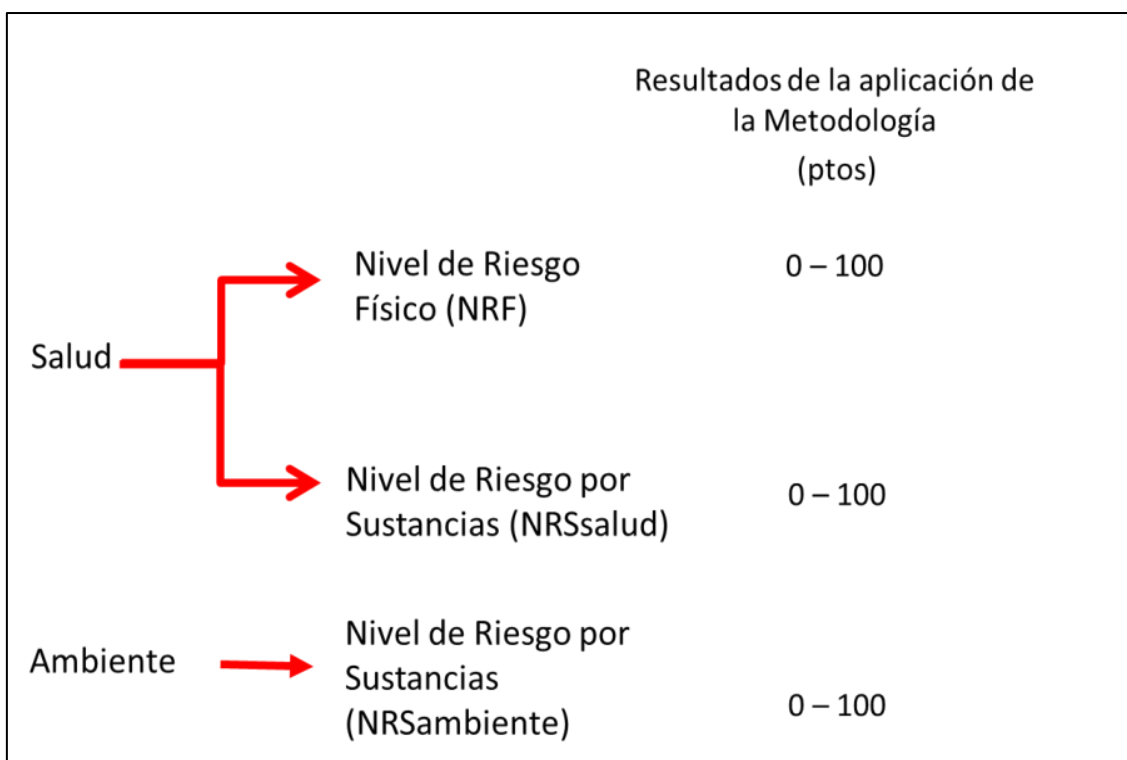 Resultados de la aplicación de
la Metodología
(ptos)
Nivel de Riesgo
Físico (NRF)
0 – 100
Salud
Nivel de Riesgo por
Sustancias (NRSsalud)
0 – 100
Ambiente
Nivel de Riesgo por
Sustancias
(NRSambiente)
0 – 100